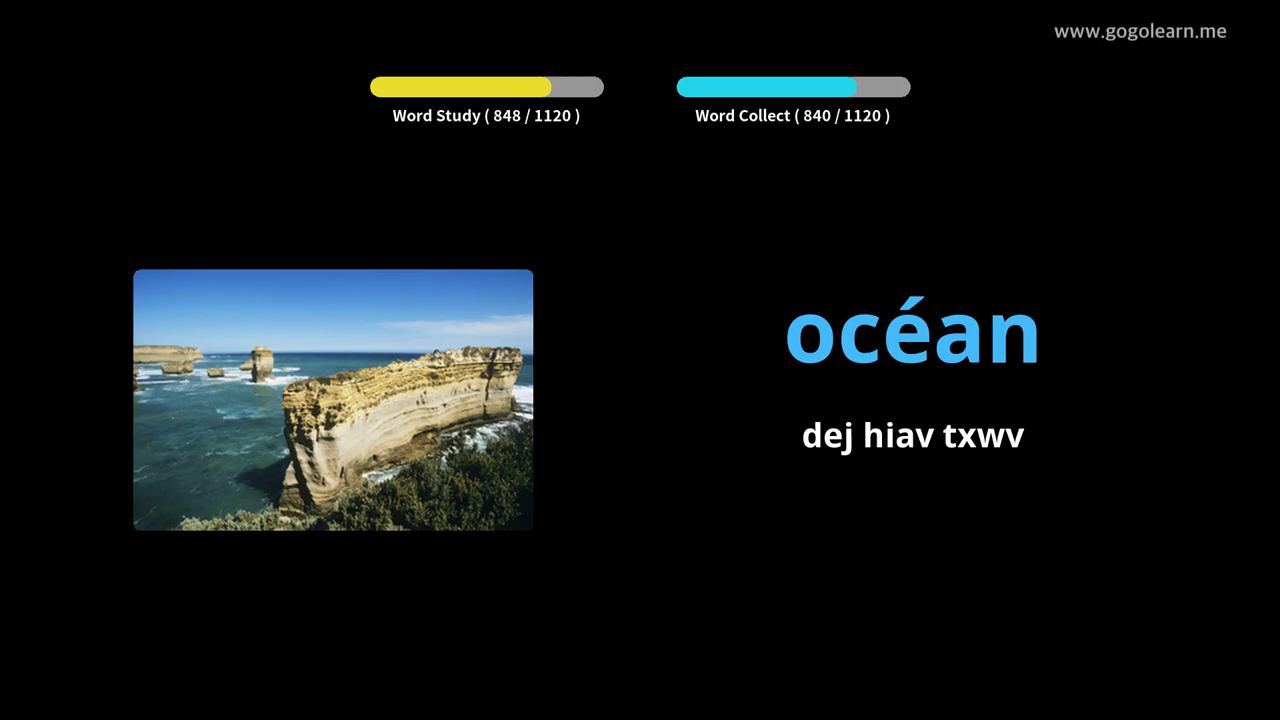 www.gogolearn.me
Word Study ( 848 / 1120 )
Word Collect ( 840 / 1120 )
océan
dej hiav txwv